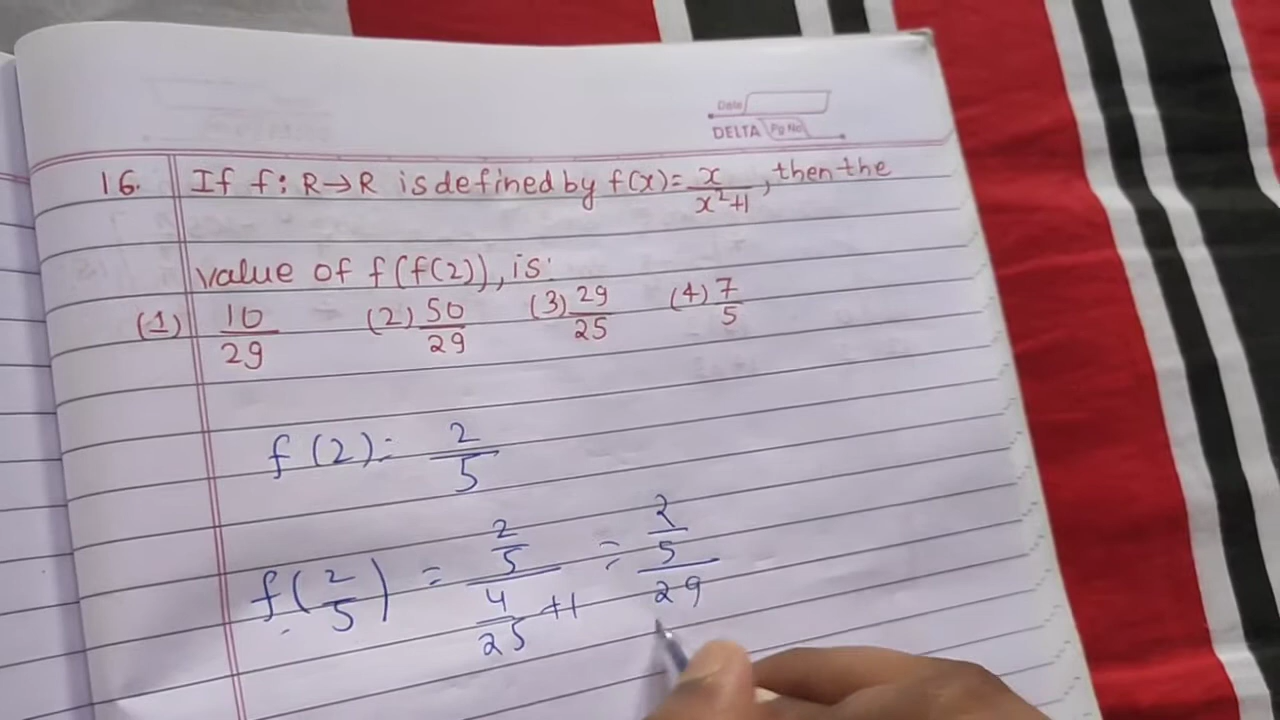 Date
DELTA Pg No
16. If f: R→R is defined by f(x)= x/(x²+1), then the
value of f(f(2)), is:
(1) 10/29 (2) 50/29 (3) 29/25 (4) 7/5
f(2) = 2/5
f(2/5) = (2/5)/(4/25 +1) = (2/5)/29